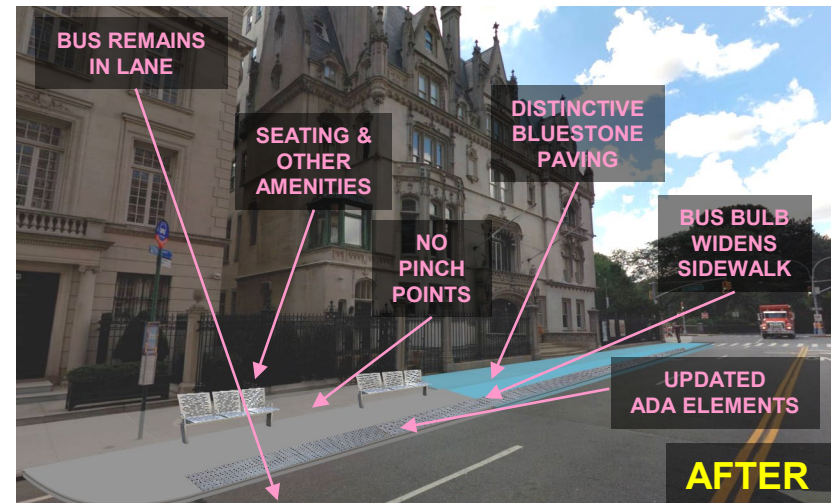 BUS REMAINS
IN LANE
SEATING &
OTHER
AMENITIES
DISTINCTIVE
BLUESTONE
PAVING
NO
PINCH
POINTS
BUS BULB
WIDENS
SIDEWALK
UPDATED
ADA ELEMENTS
AFTER